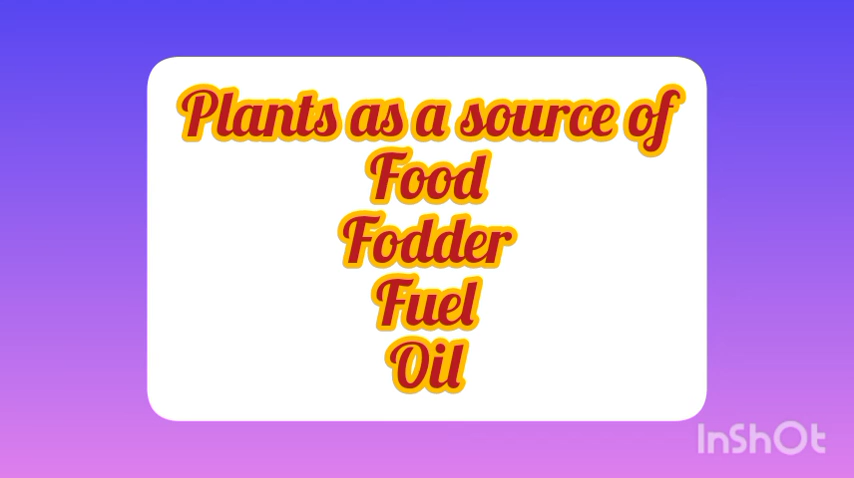 Plants as a source of
Food
Fodder
Fuel
Oil
InShOt